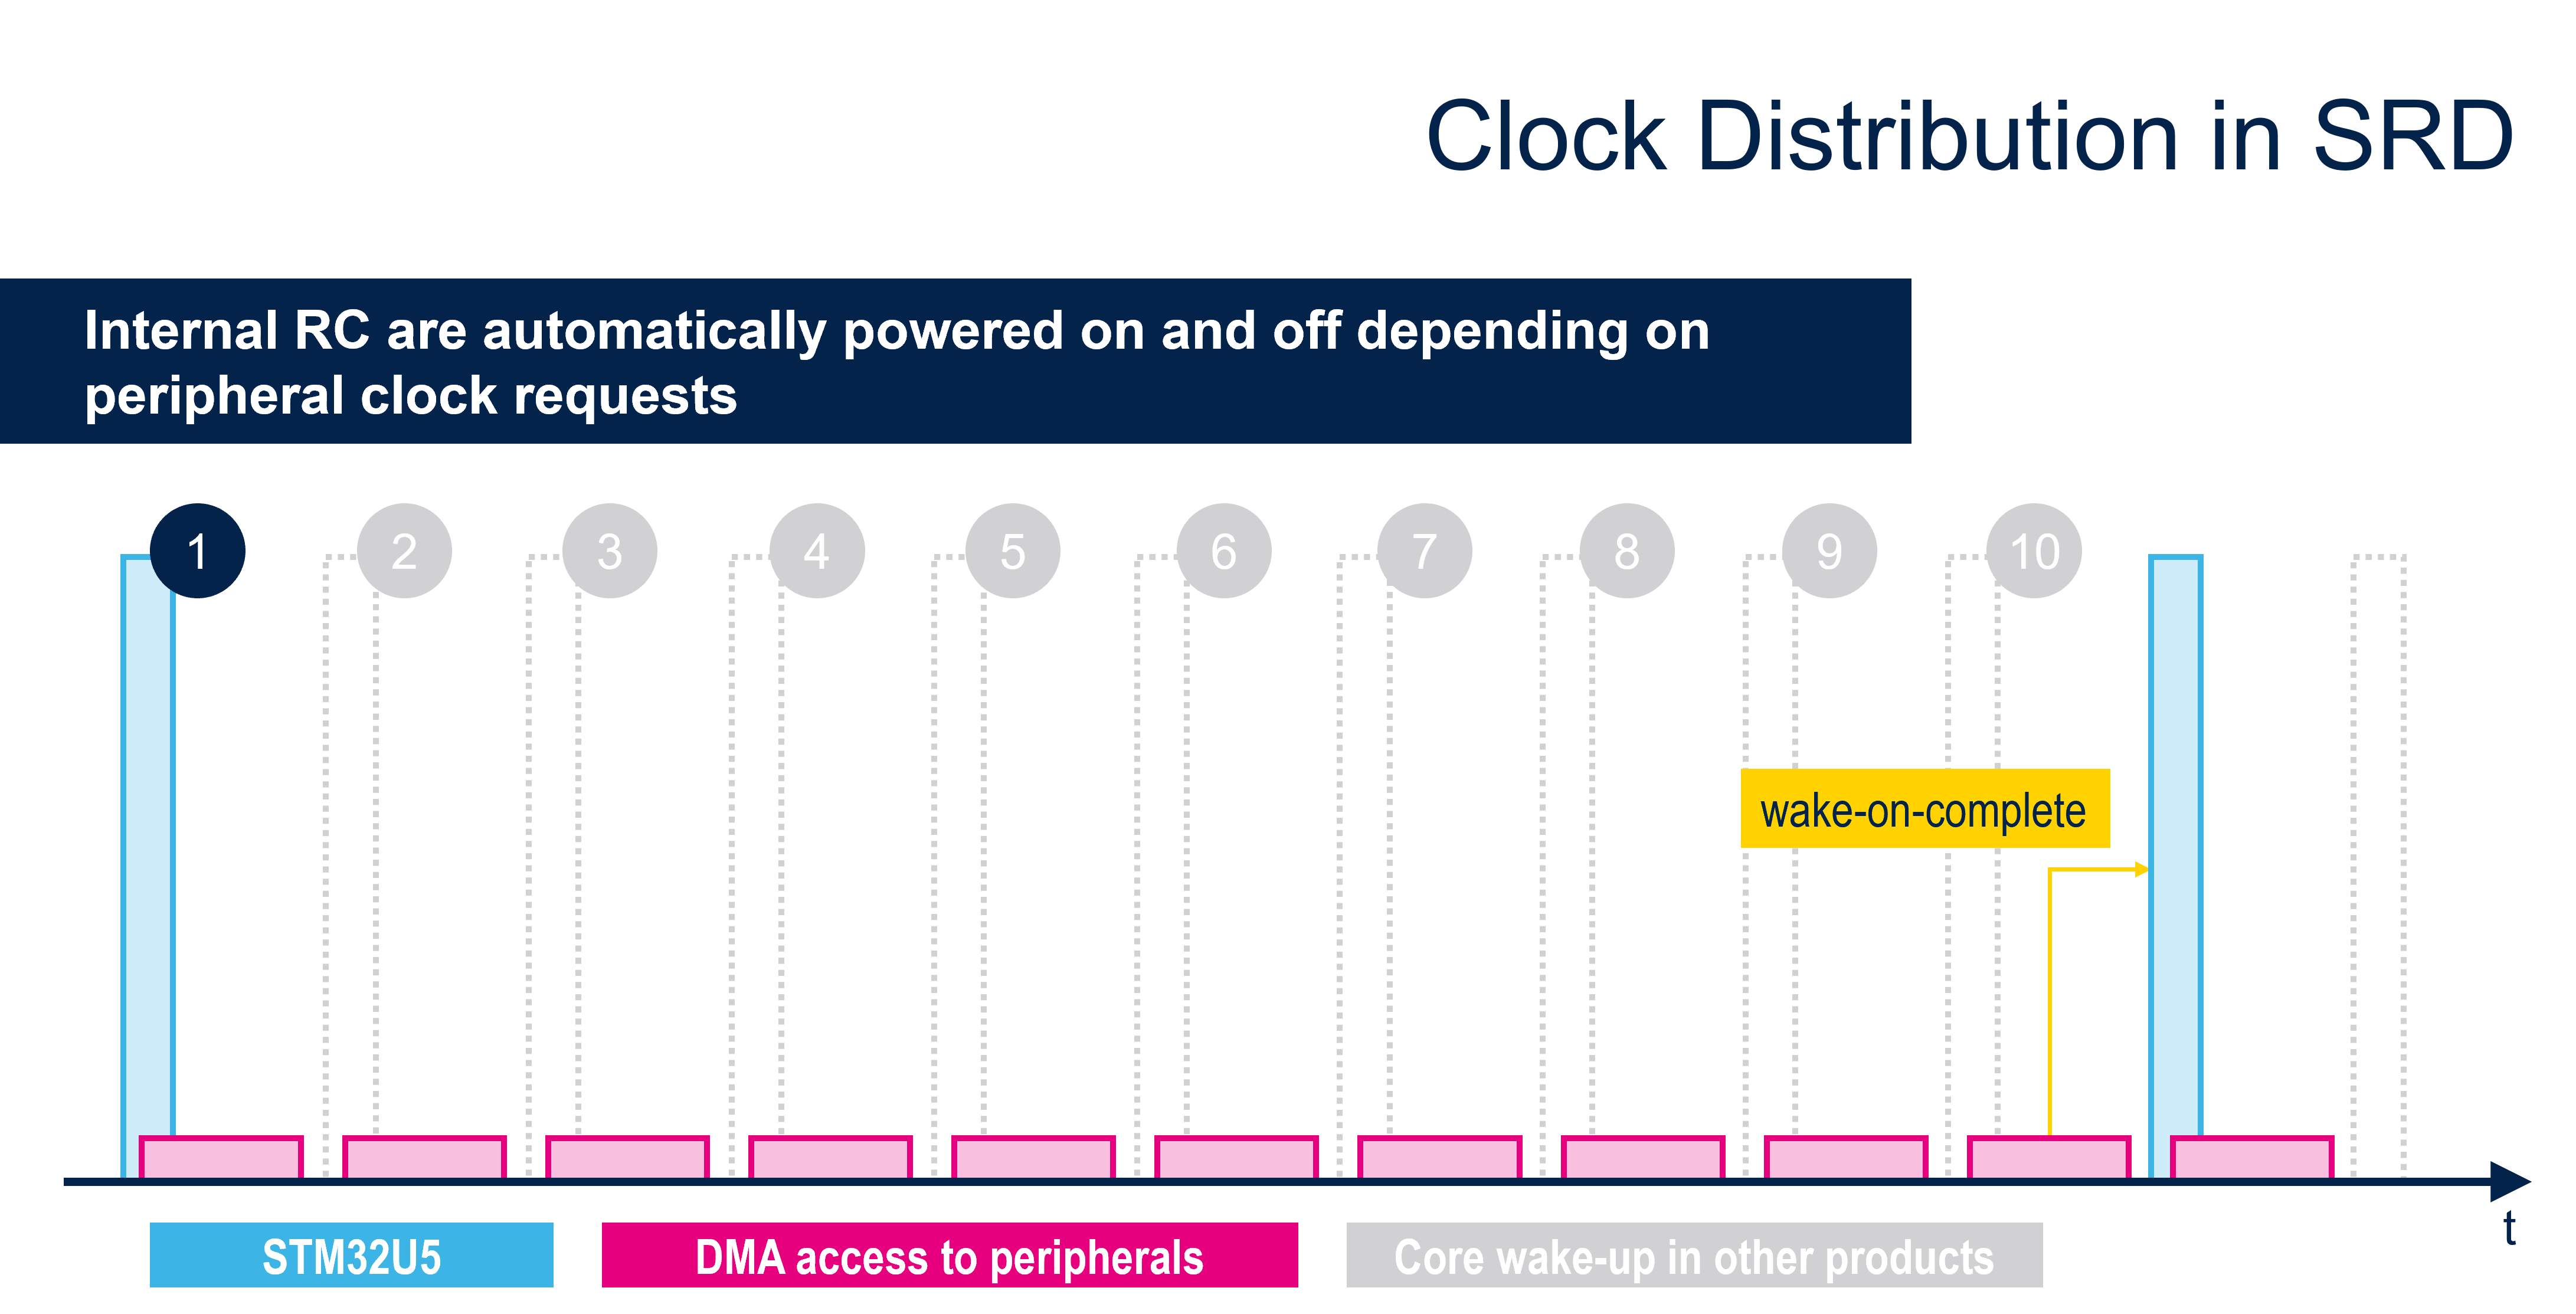 Clock Distribution in SRD
Internal RC are automatically powered on and off depending on
peripheral clock requests
1 2 3 4 5 6 7 8 9 10
wake-on-complete
t
STM32U5 DMA access to peripherals Core wake-up in other products